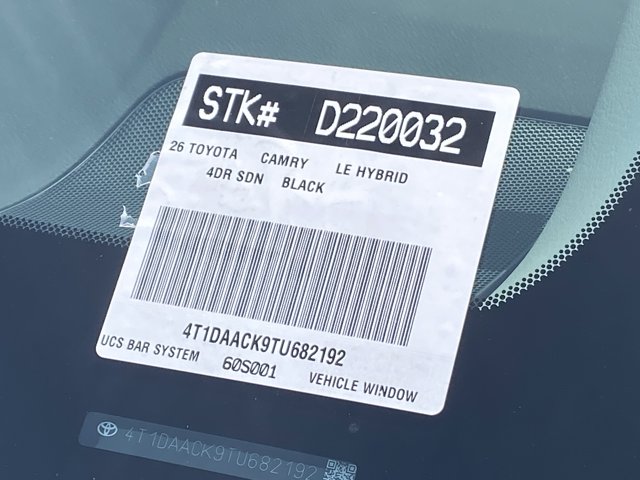 STK# D220032
26 TOYOTA CAMRY LE HYBRID
4DR SDN BLACK
4T1DAACK9TU682192
UCS BAR SYSTEM 60S001 VEHICLE WINDOW
4T1DAACK9TU682192